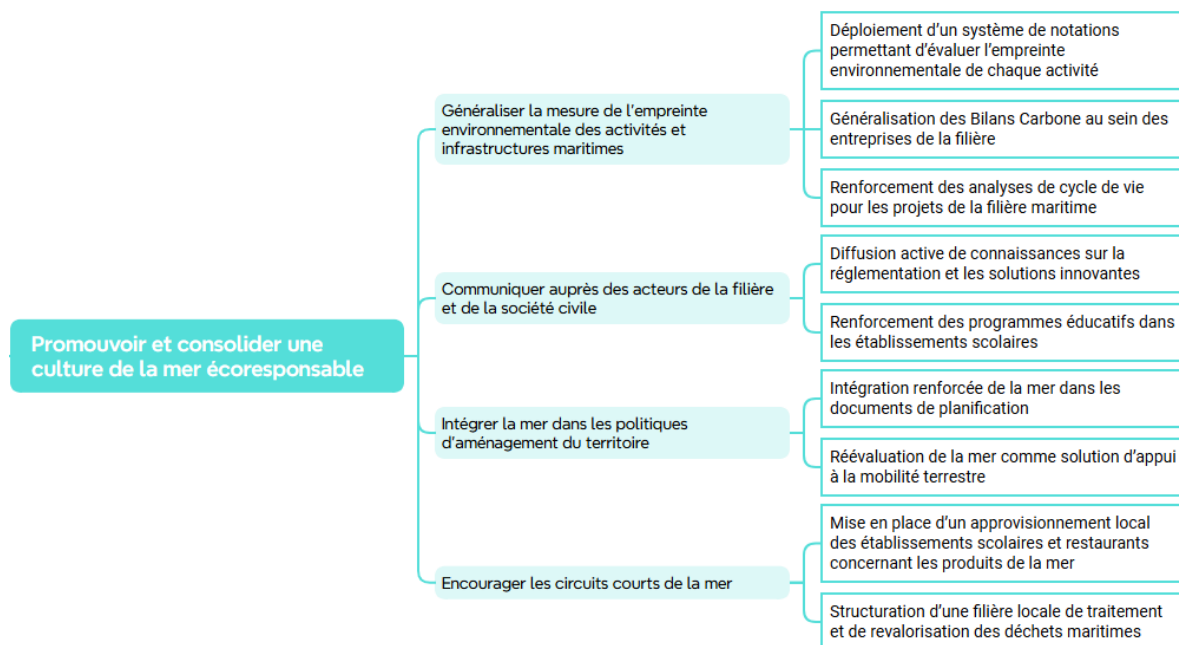 Promouvoir et consolider une
culture de la mer écoresponsable
Généraliser la mesure de l'empreinte
environnementale des activités et
infrastructures maritimes
Déploiement d'un système de notations
permettant d'évaluer l'empreinte
environnementale de chaque activité
Généralisation des Bilans Carbone au sein des
entreprises de la filière
Renforcement des analyses de cycle de vie
pour les projets de la filière maritime
Communiquer auprès des acteurs de la filière
et de la société civile
Diffusion active de connaissances sur la
réglementation et les solutions innovantes
Renforcement des programmes éducatifs dans
les établissements scolaires
Intégrer la mer dans les politiques
d'aménagement du territoire
Intégration renforcée de la mer dans les
documents de planification
Réévaluation de la mer comme solution d'appui
à la mobilité terrestre
Encourager les circuits courts de la mer
Mise en place d'un approvisionnement local
des établissements scolaires et restaurants
concernant les produits de la mer
Structuration d'une filière locale de traitement
et de revalorisation des déchets maritimes